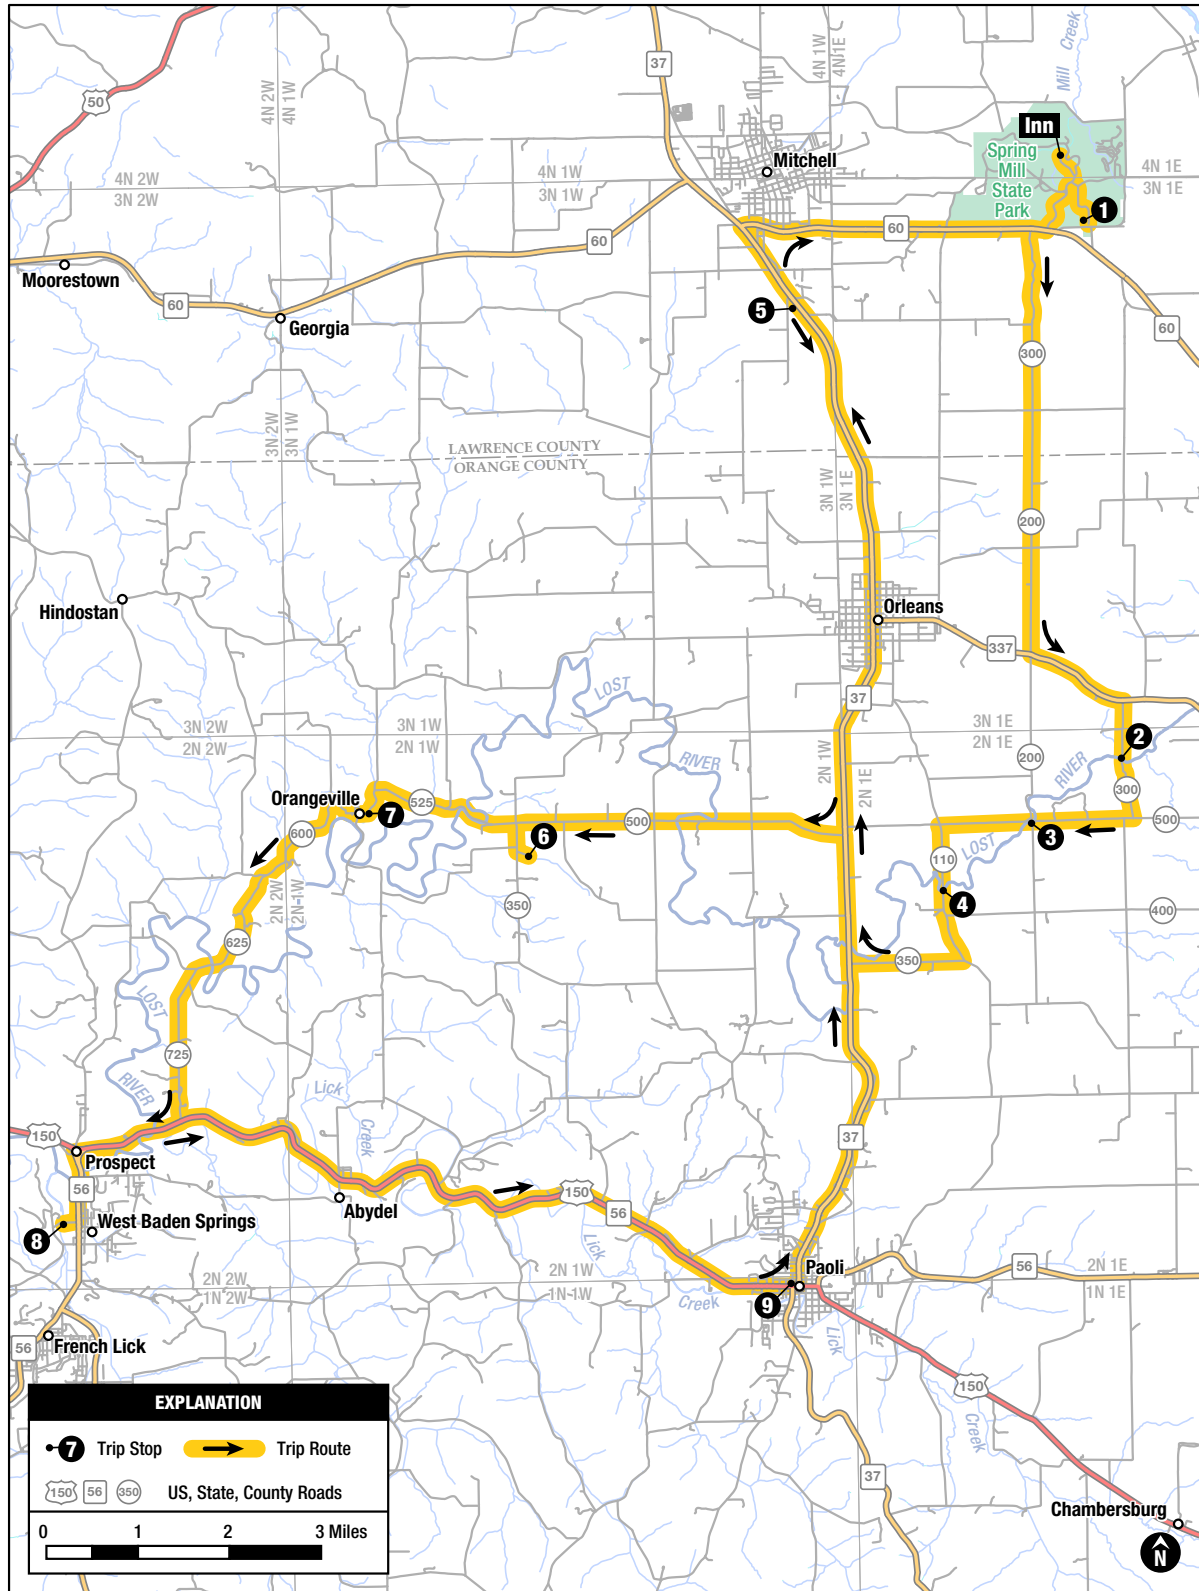 50
37
4N 2W
4N 1W
4N 1W
4N 1E
Mill Creek
Inn
Mitchell
Spring
Mill
State
Park
4N 2W
3N 2W
4N 1W
3N 1W
4N 1E
3N 1E
1
60
60
Moorestown
60
Georgia
5
60
300
3N 2W
3N 1W
LAWRENCE COUNTY
ORANGE COUNTY
3N 1W
3N 1E
200
Hindostan
Orleans
337
LOST
37
3N 2W
2N 2W
3N 1W
2N 1W
3N 1E
2N 1E
2
RIVER
2N 1W
2N 1E
200
RIVER
300
Orangeville
525
7
600
500
6
3
500
LOST
110
2N 2W
2N 1W
350
4
400
625
350
LOST
725
RIVER
Lick
Creek
150
Prospect
37
56
150
56
Abydel
West Baden Springs
8
Lick
2N 2W
1N 2W
2N 1W
1N 1W
Paoli
56
2N 1E
1N 1E
Creek
9
56
French Lick
Lick
150
Creek
EXPLANATION
7 Trip Stop Trip Route
150 56 350 US, State, County Roads
0 1 2 3 Miles
37
Chambersburg
N